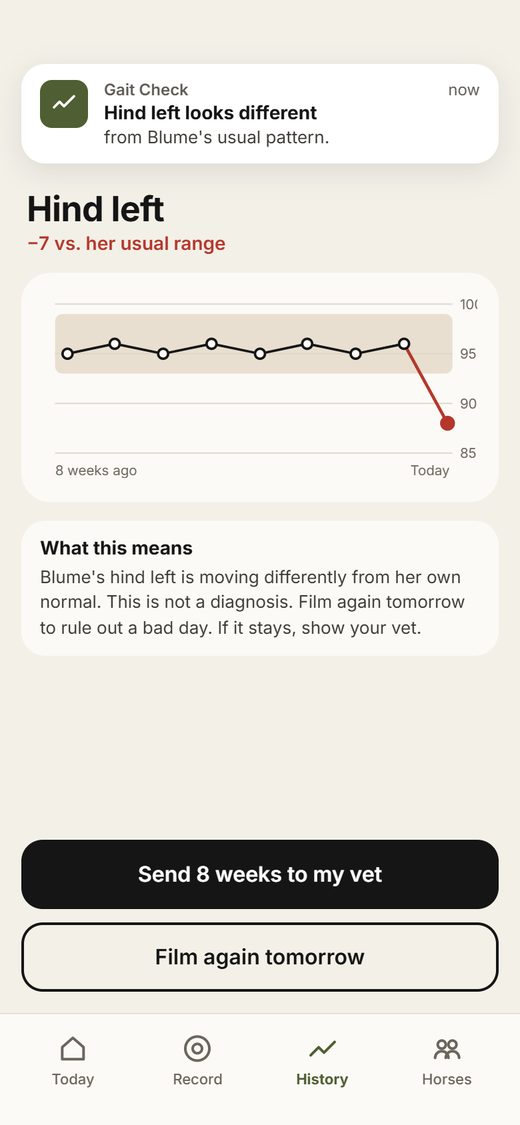 Gait Check
now
Hind left looks different
from Blume's usual pattern.
Hind left
−7 vs. her usual range
95
90
85
8 weeks ago
Today
What this means
Blume's hind left is moving differently from her own
normal. This is not a diagnosis. Film again tomorrow
to rule out a bad day. If it stays, show your vet.
Send 8 weeks to my vet
Film again tomorrow
Today
Record
History
Horses